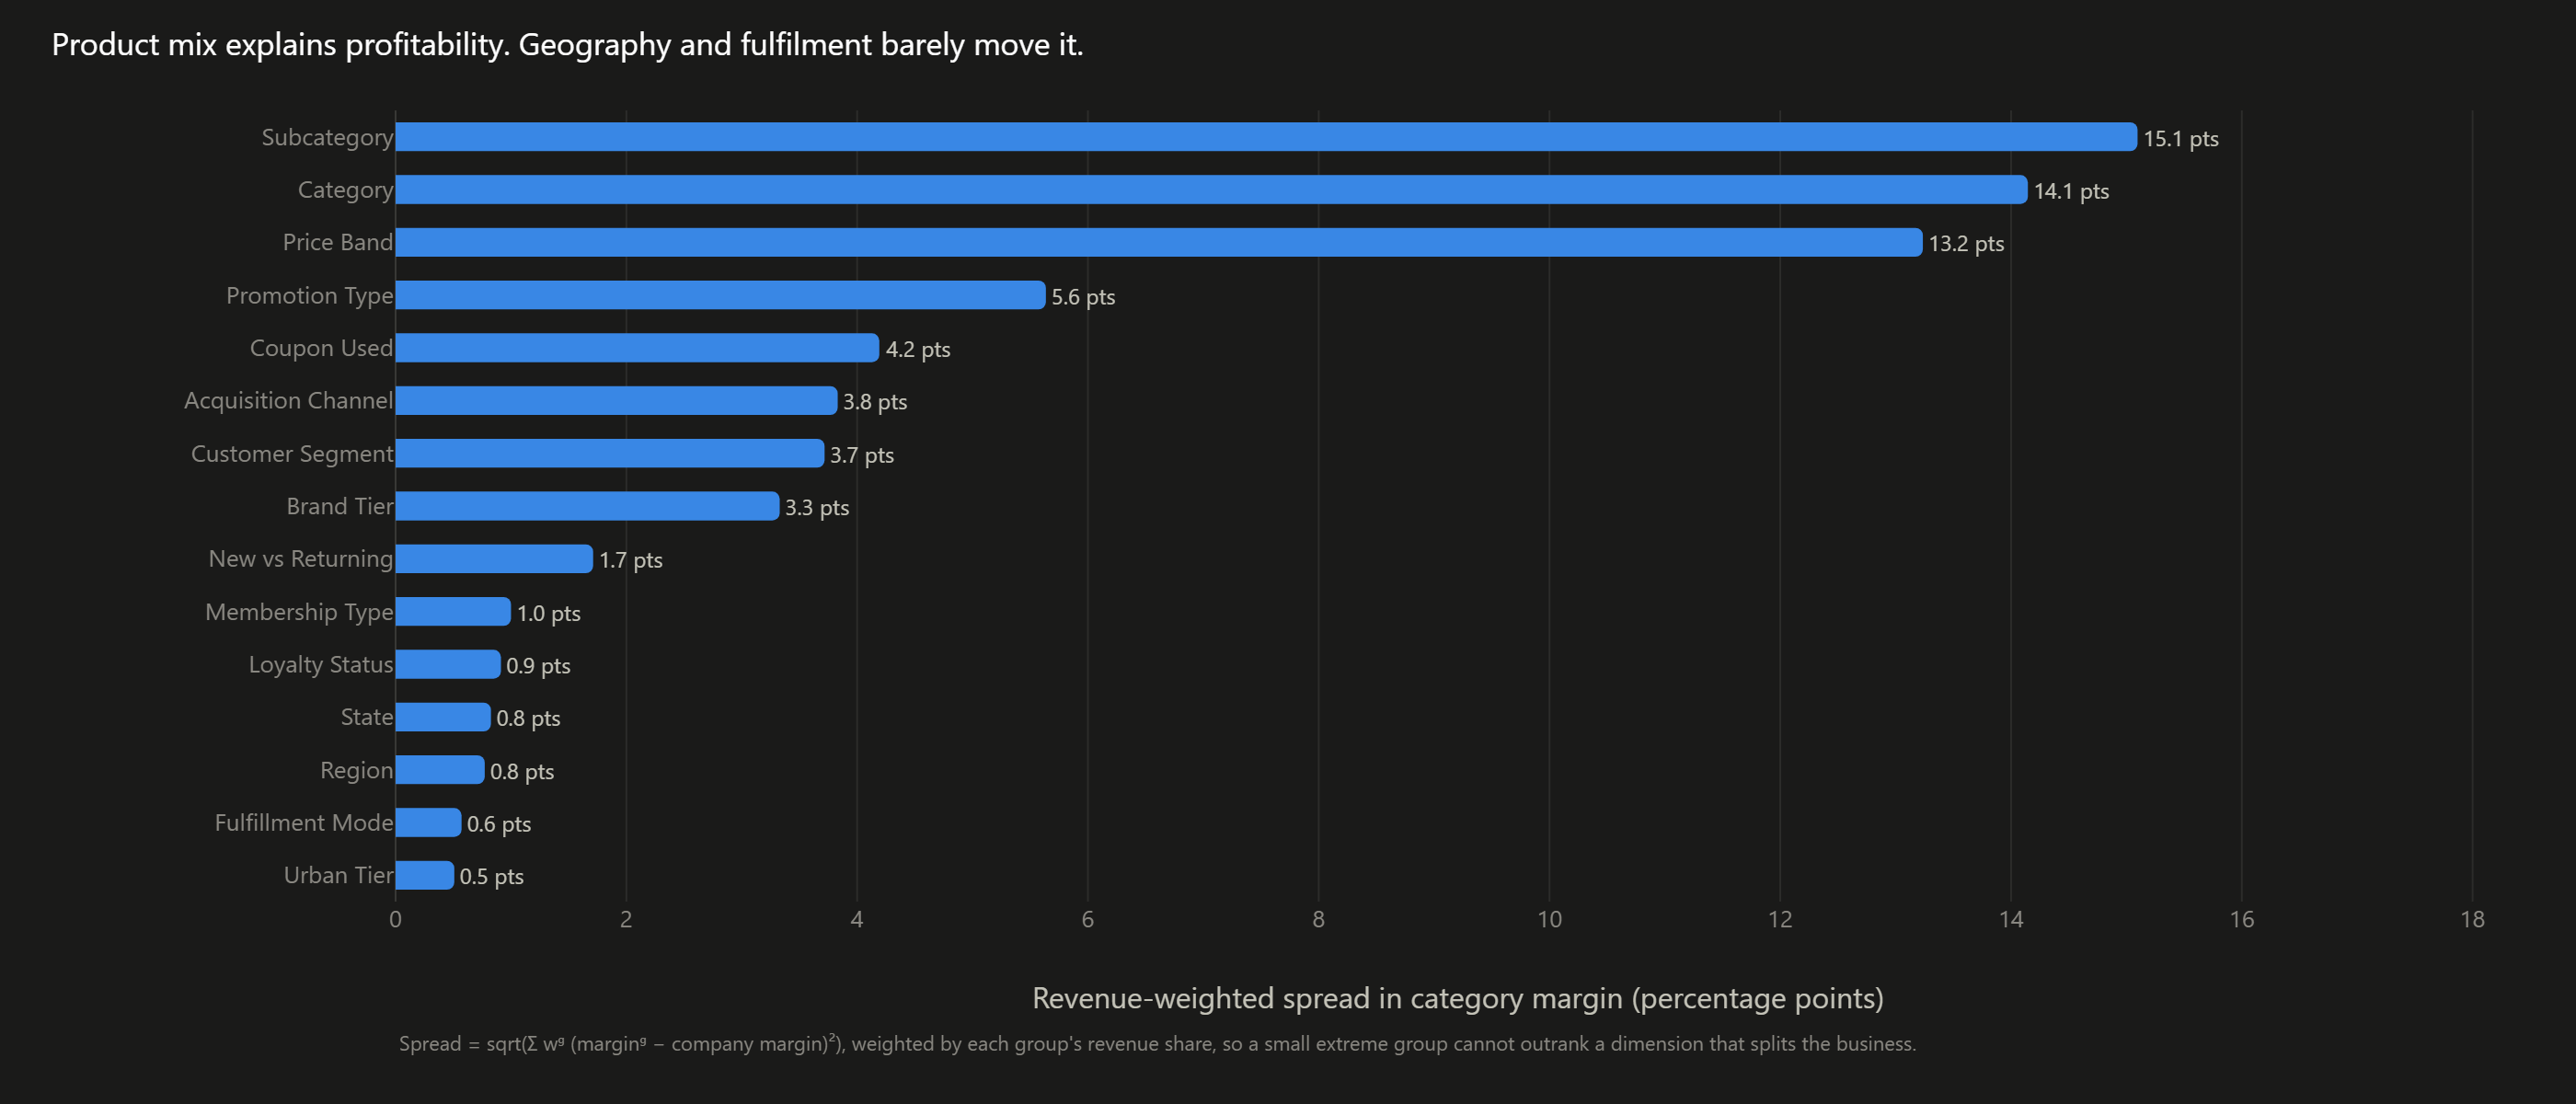 Product mix explains profitability. Geography and fulfilment barely move it.
Subcategory 15.1 pts
Category 14.1 pts
Price Band 13.2 pts
Promotion Type 5.6 pts
Coupon Used 4.2 pts
Acquisition Channel 3.8 pts
Customer Segment 3.7 pts
Brand Tier 3.3 pts
New vs Returning 1.7 pts
Membership Type 1.0 pts
Loyalty Status 0.9 pts
State 0.8 pts
Region 0.8 pts
Fulfillment Mode 0.6 pts
Urban Tier 0.5 pts
0 2 4 6 8 10 12 14 16 18
Revenue-weighted spread in category margin (percentage points)
Spread = sqrt(Σ wᵍ (marginᵍ − company margin)²), weighted by each group's revenue share, so a small extreme group cannot outrank a dimension that splits the business.